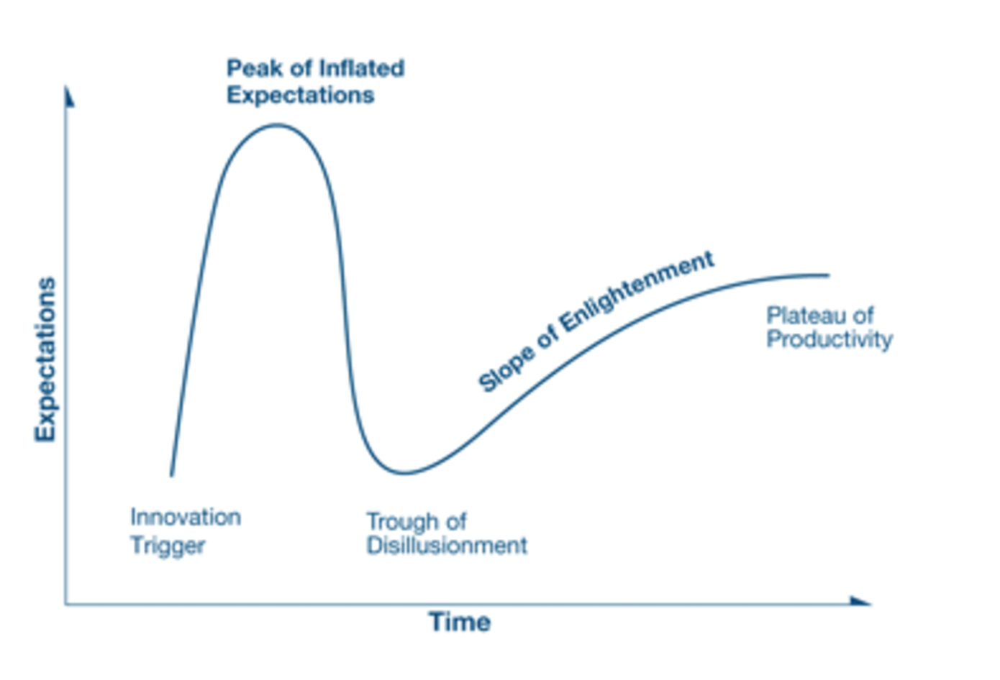 Peak of Inflated
Expectations
Expectations
Slope of Enlightenment
Plateau of
Productivity
Innovation
Trigger
Trough of
Disillusionment
Time